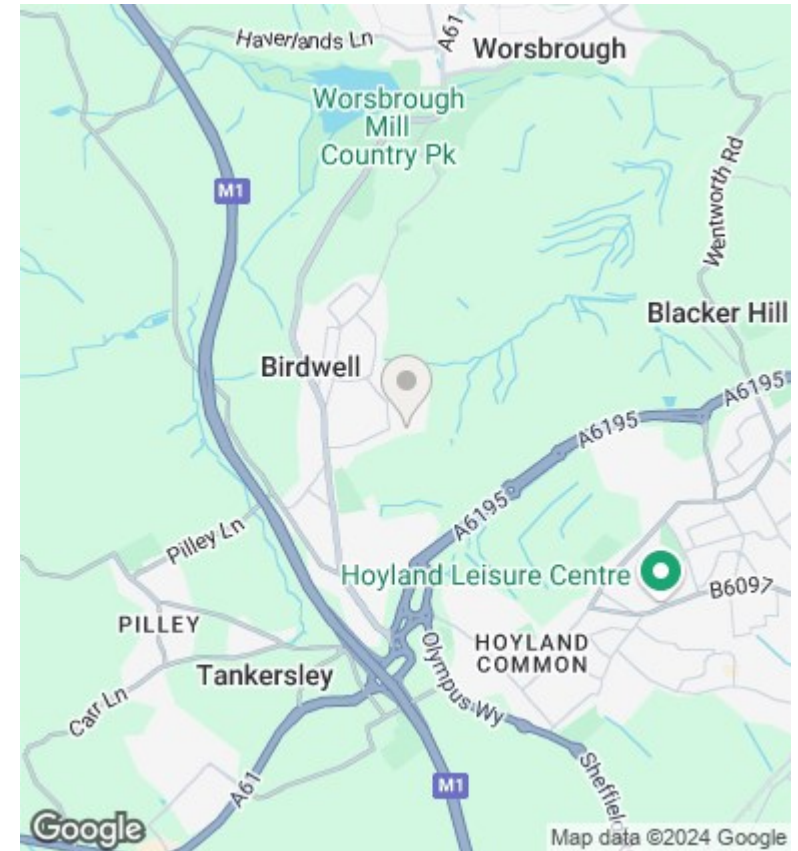 Haverlands Ln
A61
Worsbrough
Worsbrough
Mill
Country Pk
M1
Wentworth Rd
Blacker Hill
Birdwell
A6195
A6195
A6195
Pilley Ln
Hoyland Leisure Centre
B6097
PILLEY
HOYLAND
COMMON
Tankersley
Olympus Wy
Carr Ln
A61
M1
Sheffield
Google
Map data ©2024 Google